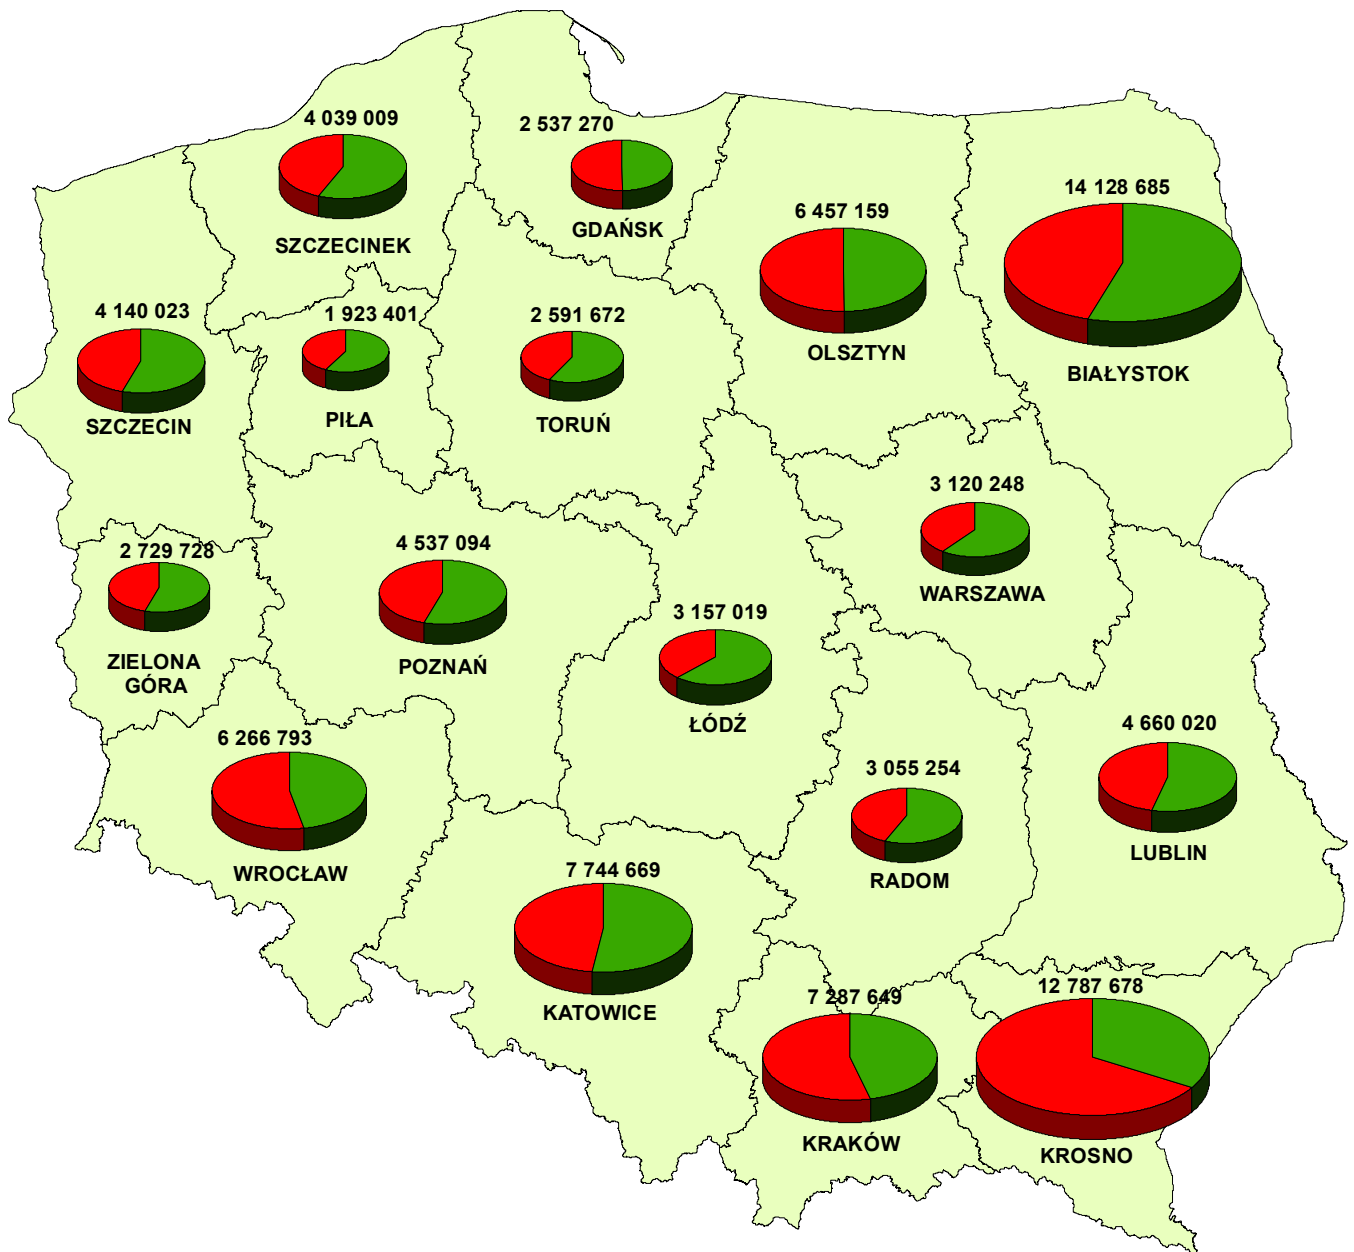 4 039 009
SZCZECINEK
2 537 270
GDAŃSK
6 457 159
OLSZTYN
14 128 685
BIAŁYSTOK
4 140 023
SZCZECIN
1 923 401
PIŁA
2 591 672
TORUŃ
3 120 248
WARSZAWA
2 729 728
ZIELONA
GÓRA
4 537 094
POZNAŃ
3 157 019
ŁÓDŹ
6 266 793
WROCŁAW
3 055 254
RADOM
4 660 020
LUBLIN
7 744 669
KATOWICE
7 287 649
KRAKÓW
12 787 678
KROSNO